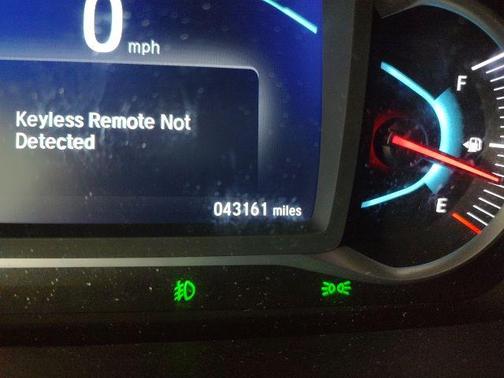 0 mph
Keyless Remote Not
Detected
043161 miles
F
E